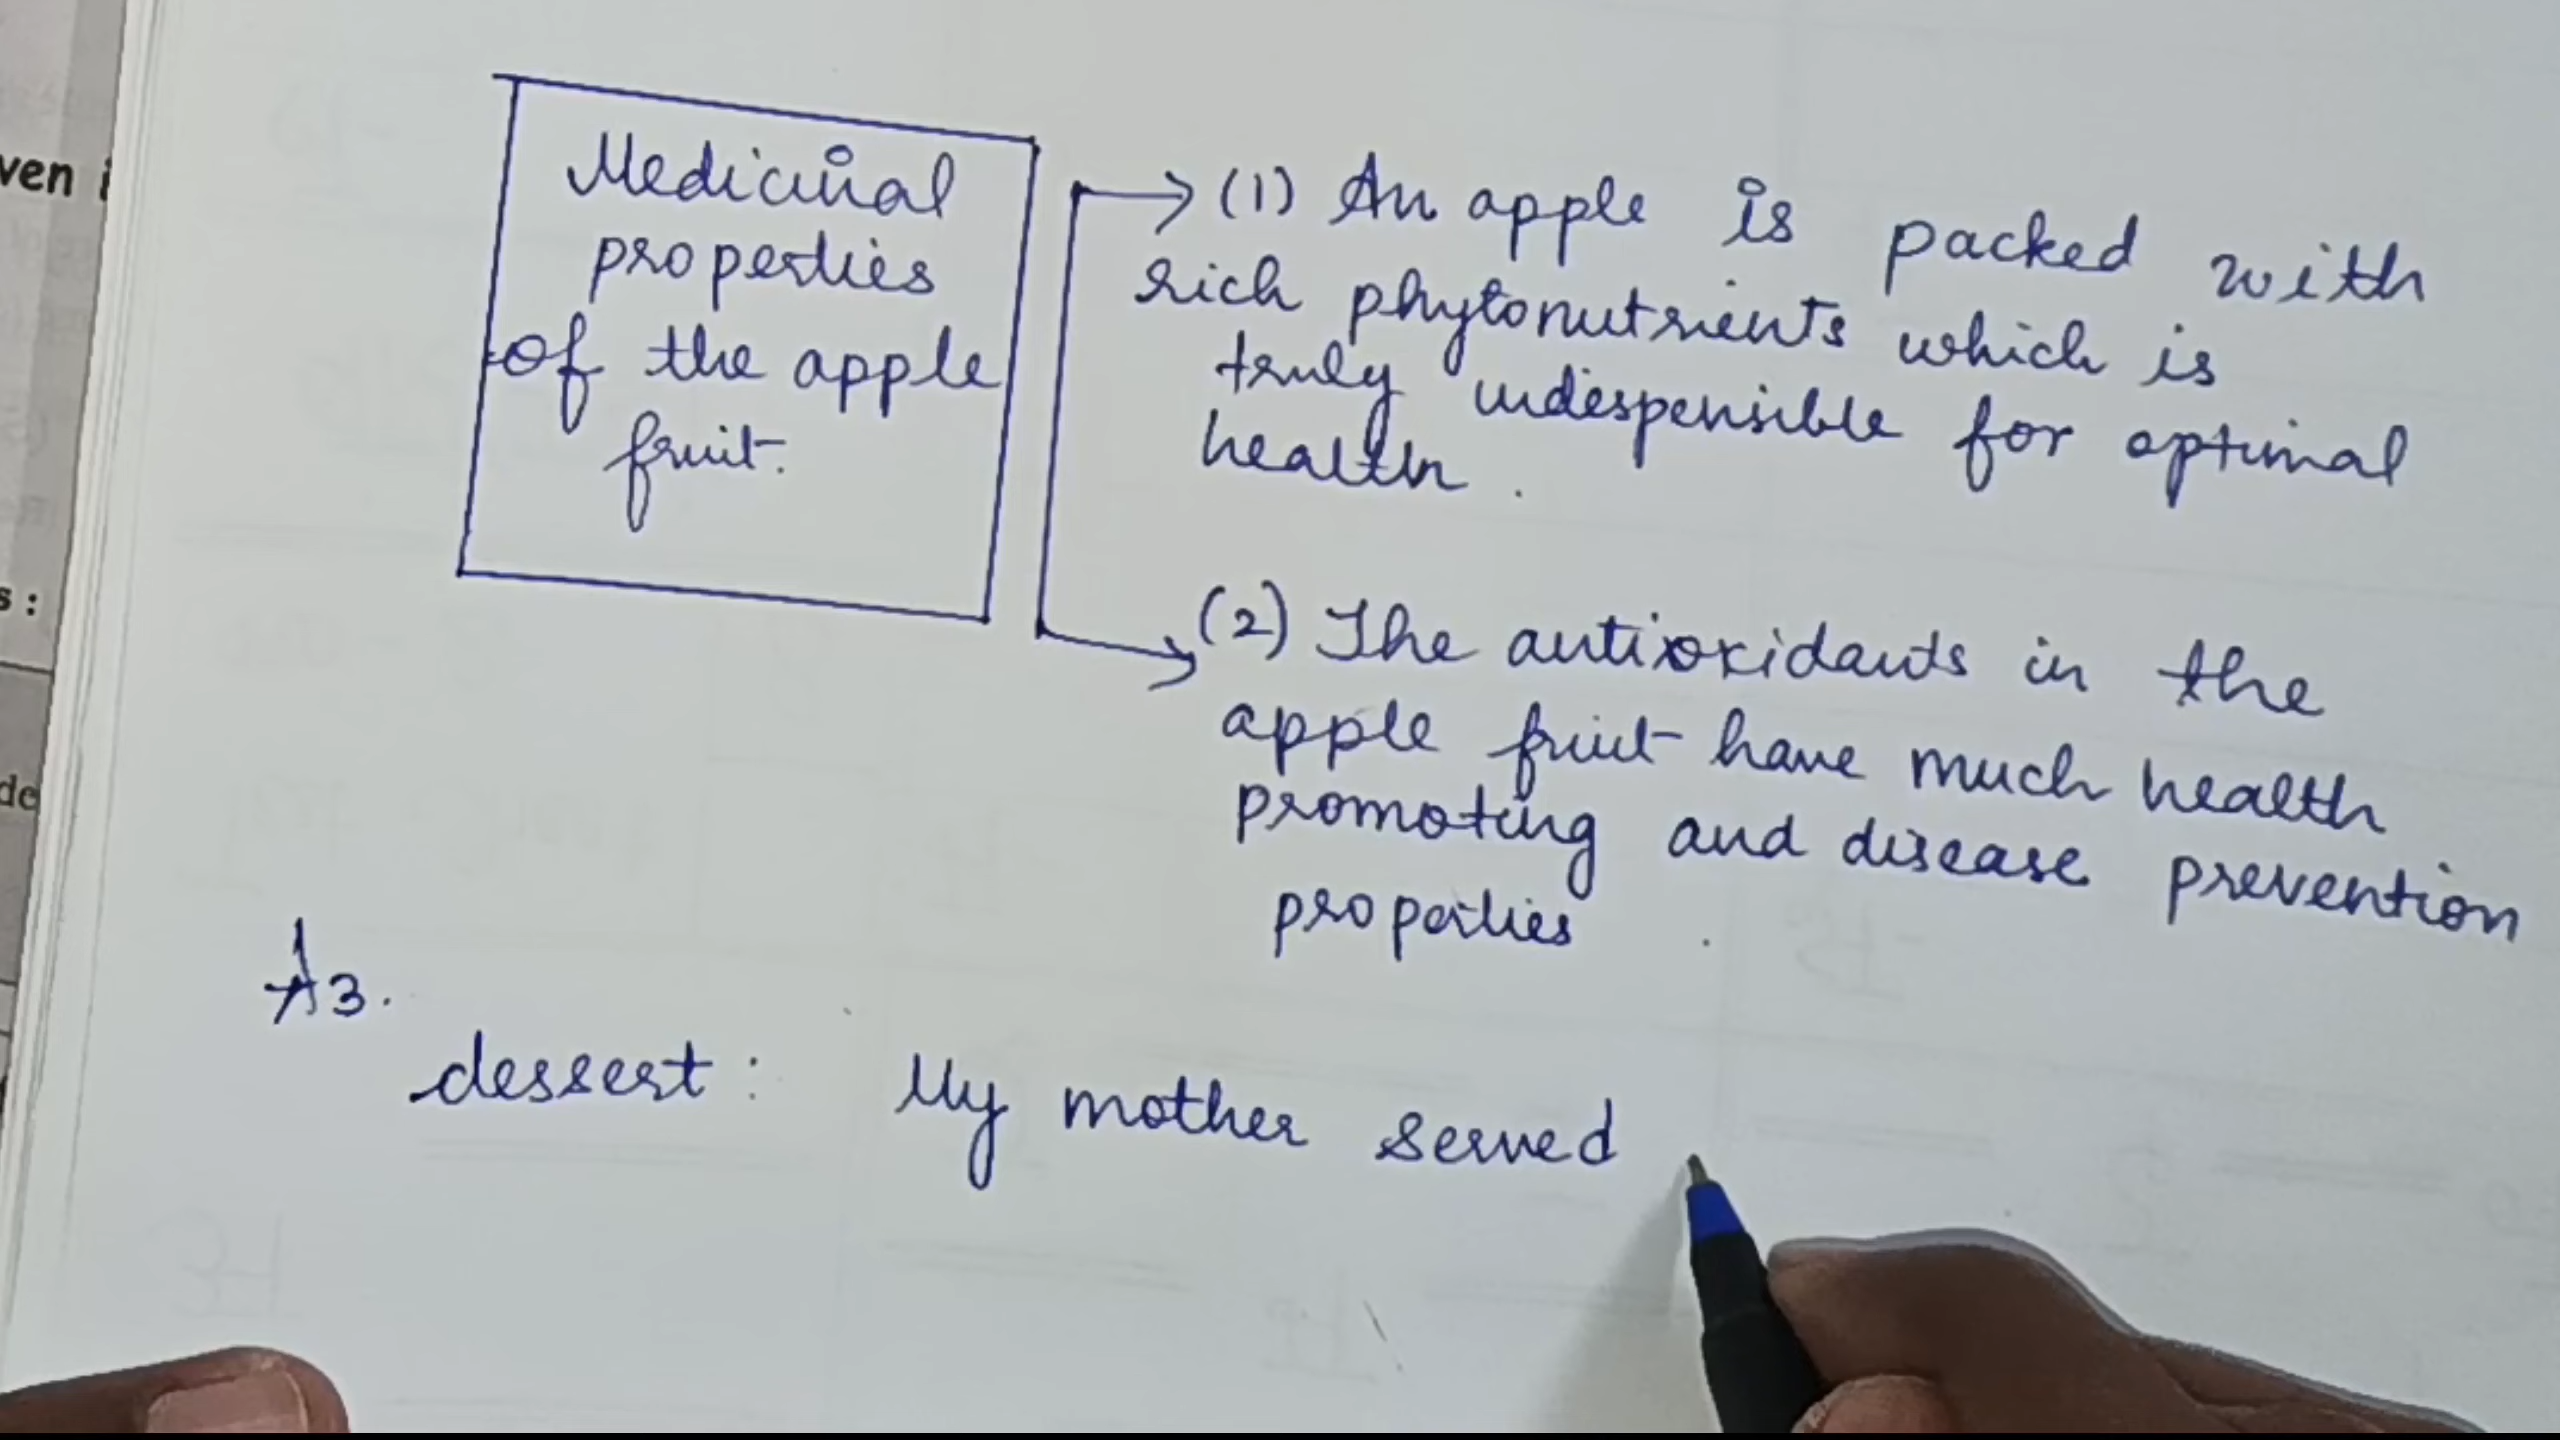 ven i
s :
de
Medicinal
properties
of the apple
fruit.
(1) An apple is packed with
rich phytonutrients which is
truly indespensible for optimal
health.
(2) The antioxidants in the
apple fruit have much health
promoting and disease prevention
properties.
A3.
dessert : My mother served